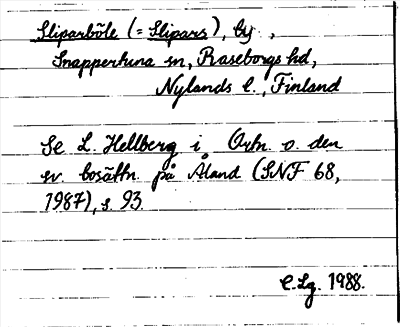 Sliparböle (= Slipars), by,
Snappertuna sn, Raseborgs hd,
Nylands l., Finland
Se L. Hellberg i Ortn. o. den
sv. bosättn. på Åland (SNF 68,
1987), s. 93.
C. Lg. 1988.